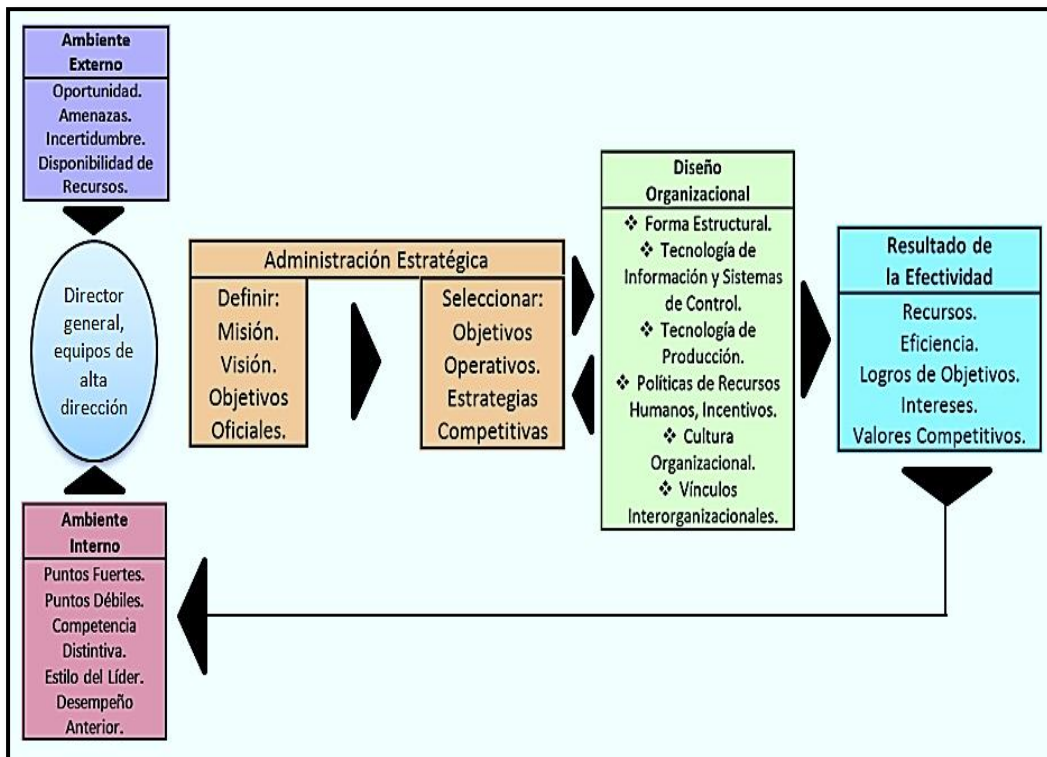 Ambiente
Externo
Oportunidad.
Amenazas.
Incertidumbre.
Disponibilidad de
Recursos.
Director
general,
equipos de
alta
dirección
Ambiente
Interno
Puntos Fuertes.
Puntos Débiles.
Competencia
Distintiva.
Estilo del Líder.
Desempeño
Anterior.
Administración Estratégica
Definir:
Misión.
Visión.
Objetivos
Oficiales.
Seleccionar:
Objetivos
Operativos.
Estrategias
Competitivas
Diseño
Organizacional
❖ Forma Estructural.
❖ Tecnología de
Información y Sistemas
de Control.
❖ Tecnología de
Producción.
❖ Políticas de Recursos
Humanos, Incentivos.
❖ Cultura
Organizacional.
❖ Vínculos
Interorganizacionales.
Resultado de
la Efectividad
Recursos.
Eficiencia.
Logros de Objetivos.
Intereses.
Valores Competitivos.